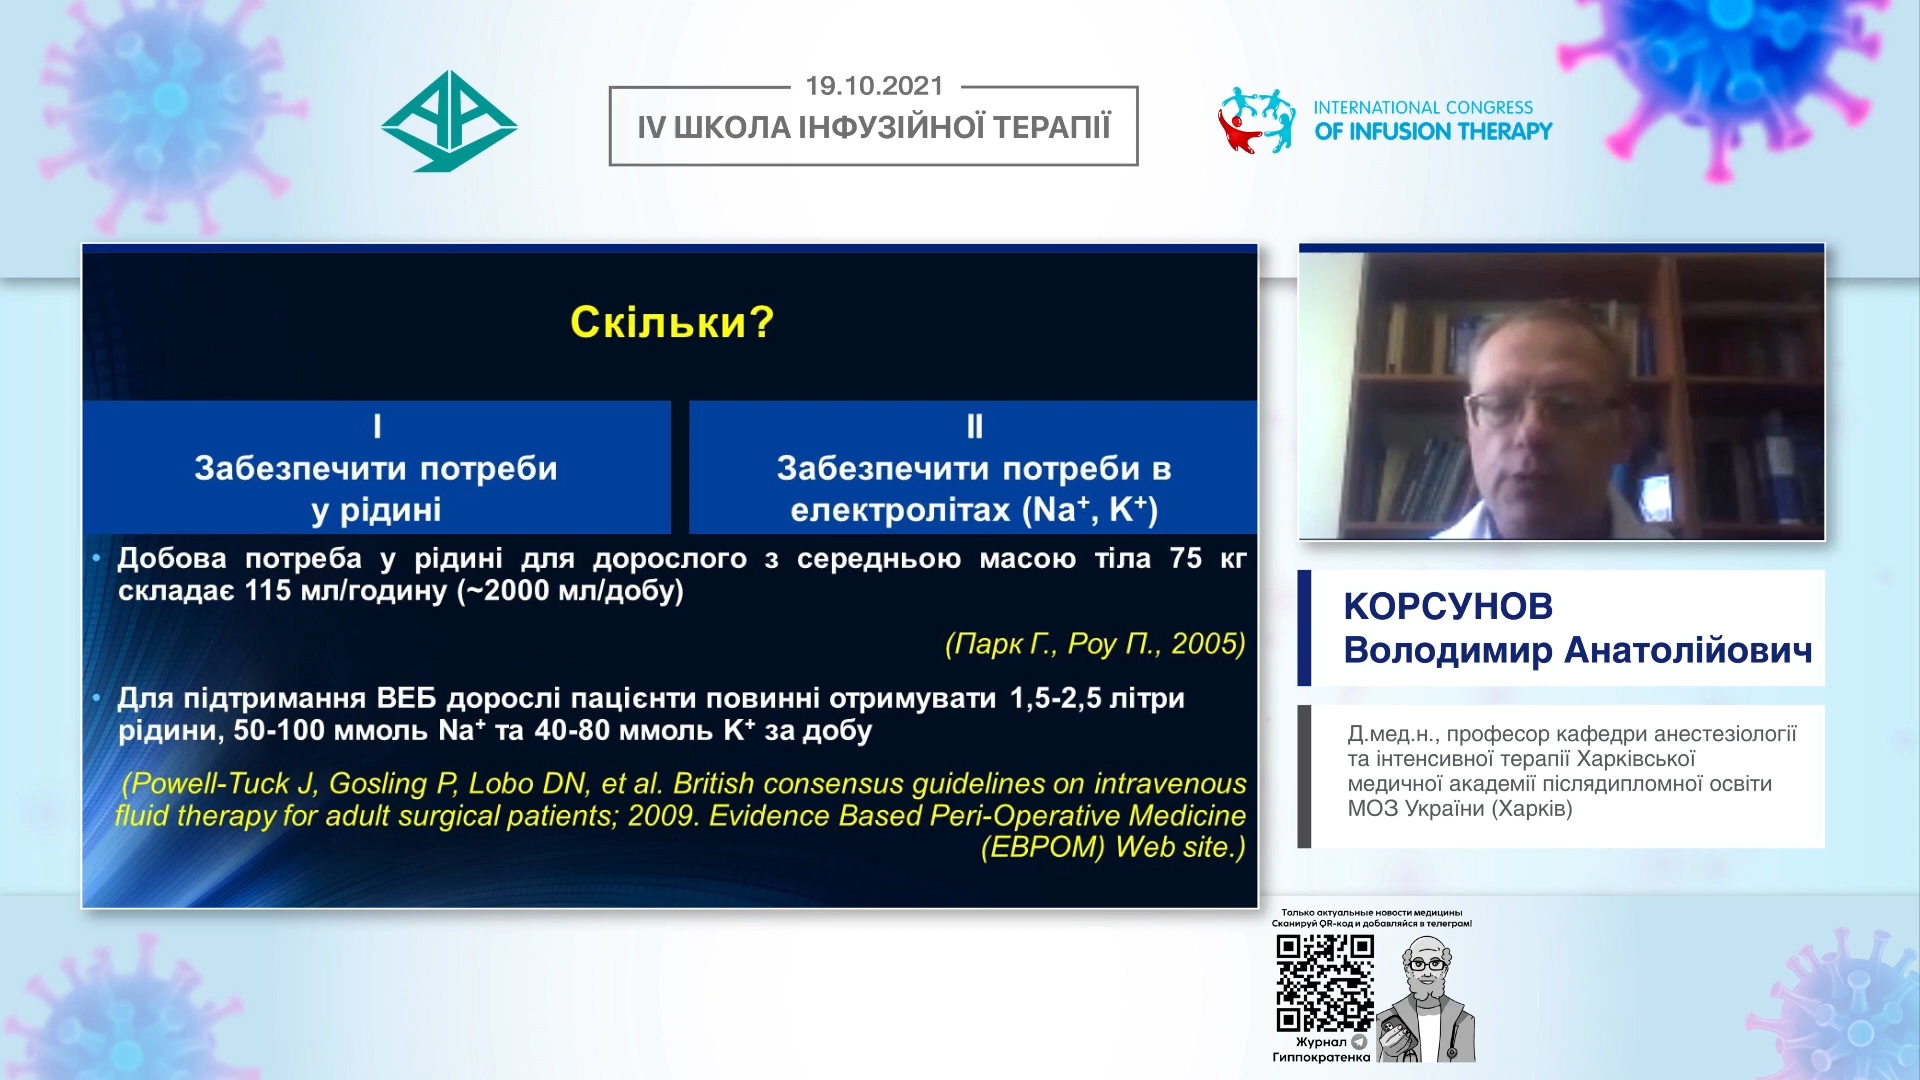 19.10.2021
IV ШКОЛА ІНФУЗІЙНОЇ ТЕРАПІЇ
INTERNATIONAL CONGRESS
OF INFUSION THERAPY
Скільки?
I
Забезпечити потреби
у рідині
II
Забезпечити потреби в
електролітах (Na⁺, K⁺)
• Добова потреба у рідині для дорослого з середньою масою тіла 75 кг
складає 115 мл/годину (~2000 мл/добу)
(Парк Г., Роу П., 2005)
• Для підтримання ВЕБ дорослі пацієнти повинні отримувати 1,5-2,5 літри
рідини, 50-100 ммоль Na⁺ та 40-80 ммоль K⁺ за добу
(Powell-Tuck J, Gosling P, Lobo DN, et al. British consensus guidelines on intravenous
fluid therapy for adult surgical patients; 2009. Evidence Based Peri-Operative Medicine
(EBPOM) Web site.)
КОРСУНОВ
Володимир Анатолійович
Д.мед.н., професор кафедри анестезіології
та інтенсивної терапії Харківської
медичної академії післядипломної освіти
МОЗ України (Харків)
Только актуальные новости медицины
Сканируй QR-код и добавляйся в телеграм!
Журнал
Гиппократенка